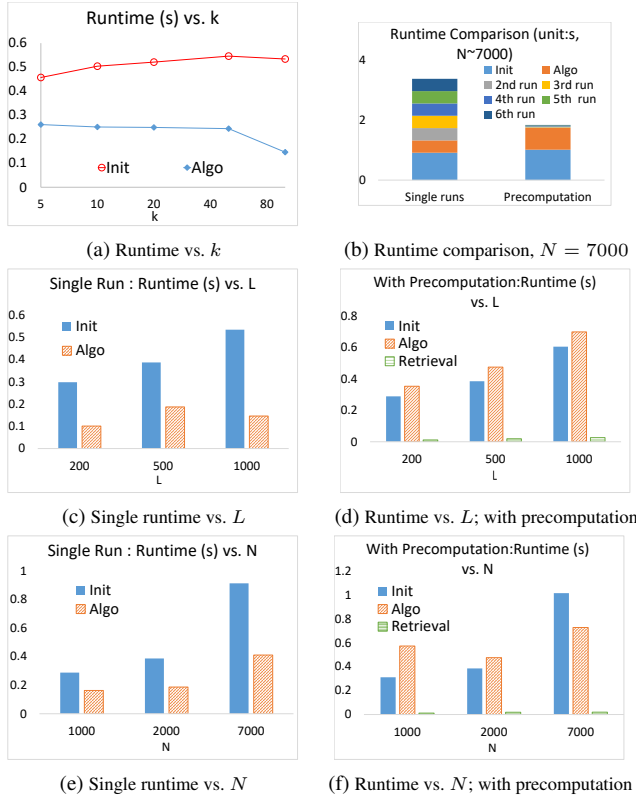 Runtime (s) vs. k
0.6
0.5
0.4
0.3
0.2
0.1
0
Init Algo
5 10 20 40 80
k
(a) Runtime vs. k
Runtime Comparison (unit:s,
N~7000)
4
2
0
Init Algo
2nd run 3rd run
4th run 5th run
6th run
Single runs Precomputation
(b) Runtime comparison, N = 7000
Single Run : Runtime (s) vs. L
0.6
0.5
0.4
0.3
0.2
0.1
0
Init
Algo
200 500 1000
L
(c) Single runtime vs. L
With Precomputation:Runtime (s)
vs. L
0.8
0.6
0.4
0.2
0
Init
Algo
Retrieval
200 500 1000
L
(d) Runtime vs. L; with precomputation
Single Run : Runtime (s) vs. N
1
0.8
0.6
0.4
0.2
0
Init
Algo
1000 2000 7000
N
(e) Single runtime vs. N
With Precomputation:Runtime (s)
vs. N
1.2
1
0.8
0.6
0.4
0.2
0
Init
Algo
Retrieval
1000 2000 7000
N
(f) Runtime vs. N; with precomputation